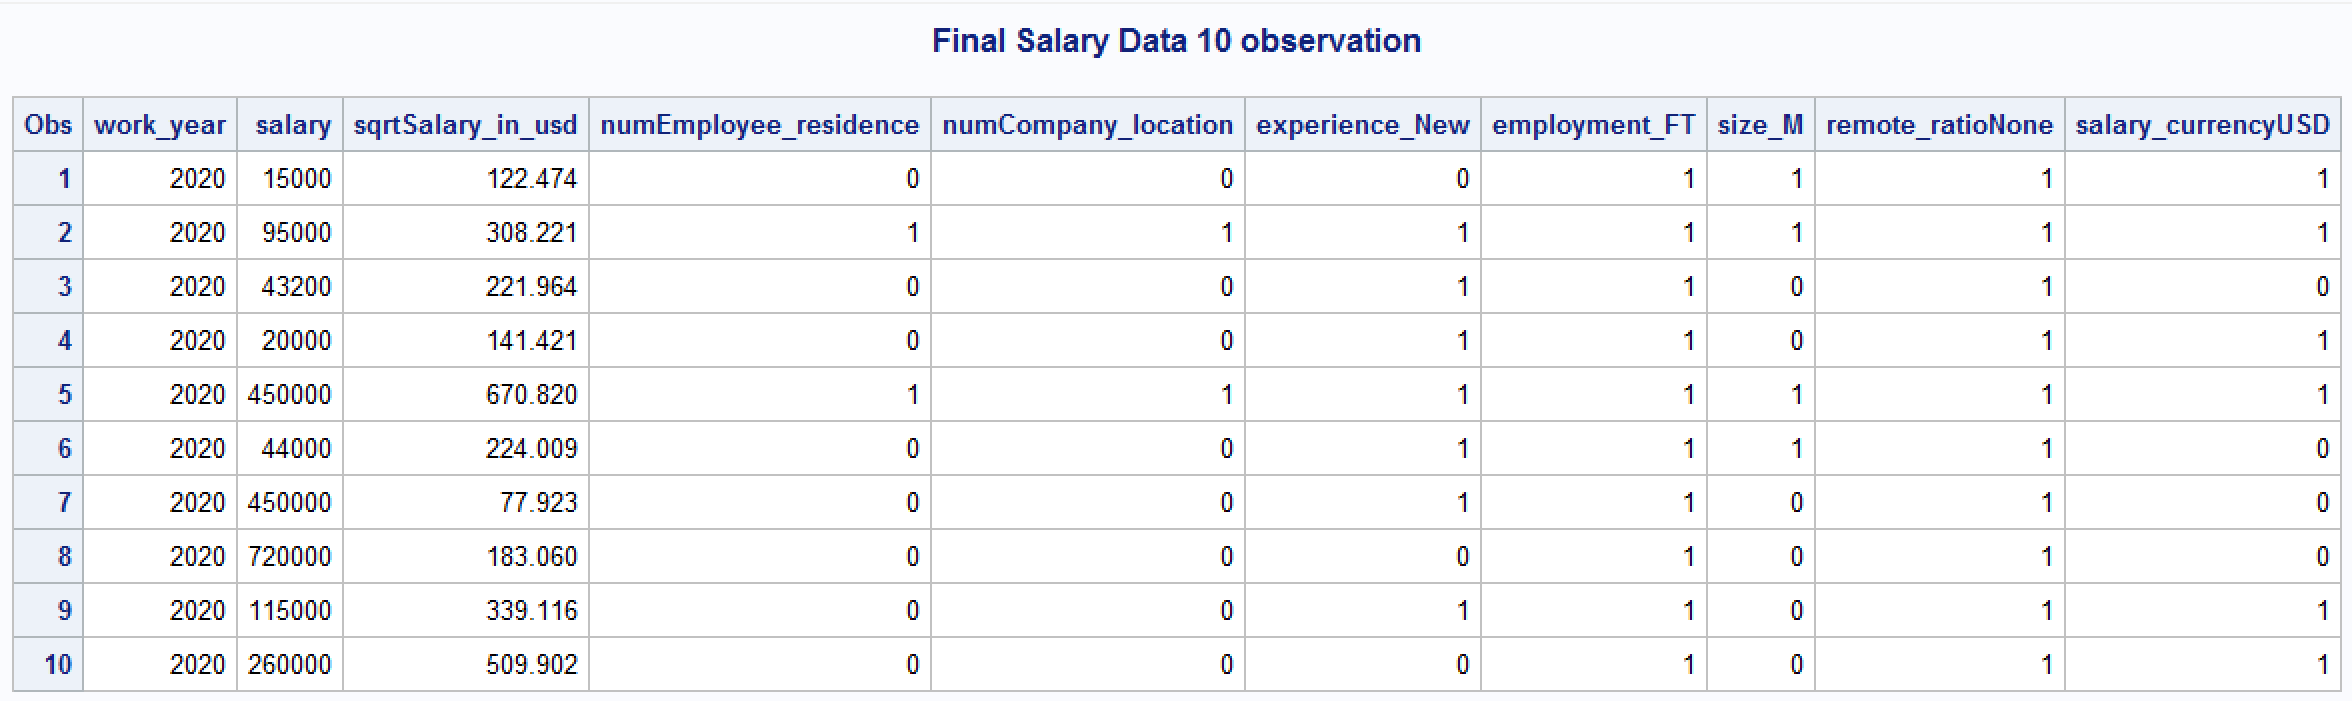 Final Salary Data 10 observation
Obs work_year salary sqrtSalary_in_usd numEmployee_residence numCompany_location experience_New employment_FT size_M remote_ratioNone salary_currencyUSD
1 2020 15000 122.474 0 0 0 1 1 1 1
2 2020 95000 308.221 1 1 1 1 1 1 1
3 2020 43200 221.964 0 0 1 1 0 1 0
4 2020 20000 141.421 0 0 1 1 0 1 1
5 2020 450000 670.820 1 1 1 1 1 1 1
6 2020 44000 224.009 0 0 1 1 1 1 0
7 2020 450000 77.923 0 0 1 1 0 1 0
8 2020 720000 183.060 0 0 0 1 0 1 0
9 2020 115000 339.116 0 0 1 1 0 1 1
10 2020 260000 509.902 0 0 0 1 0 1 1